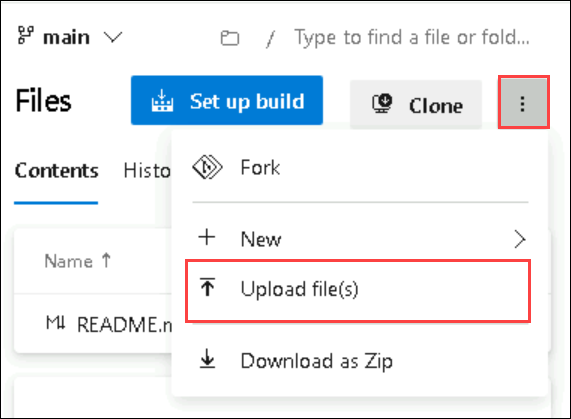 main
/ Type to find a file or fold...
Files
Set up build
Clone
Contents
Histo
Fork
New
Name ↑
Upload file(s)
M↓ README.m
Download as Zip